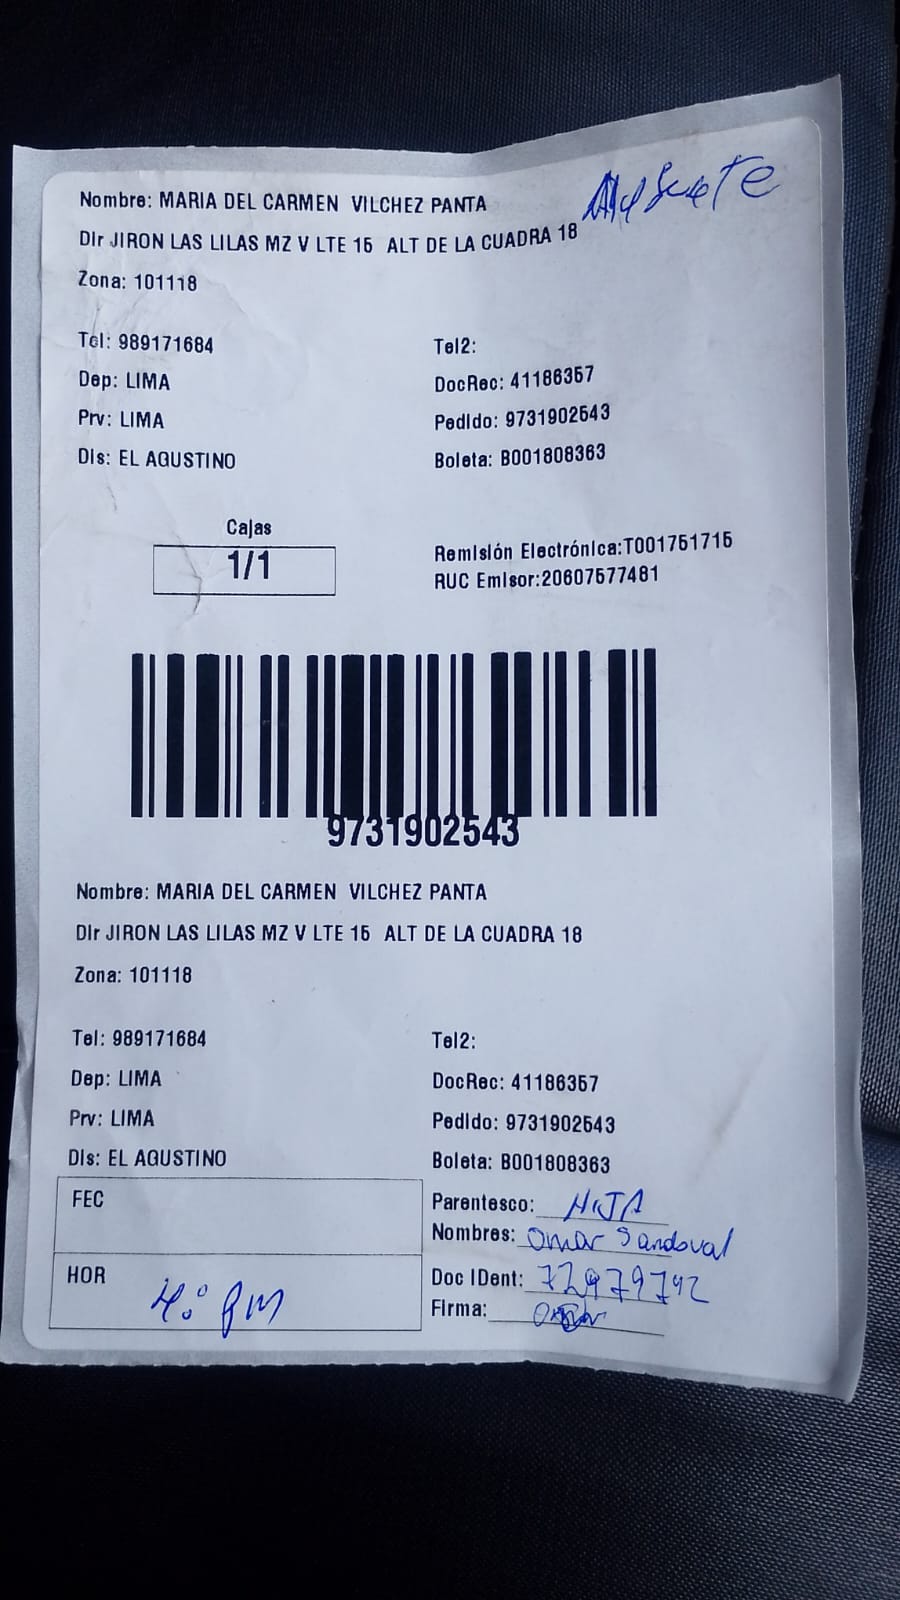 Nombre: MARIA DEL CARMEN VILCHEZ PANTA
Dir JIRON LAS LILAS MZ V LTE 15 ALT DE LA CUADRA 18
Zona: 101118
Tel: 989171684 Tel2:
Dep: LIMA DocRec: 41186357
Prv: LIMA Pedido: 9731902543
Dis: EL AGUSTINO Boleta: B001808363
Cajas
1/1
Remisión Electrónica:T001751715
RUC Emisor:20607577481
9731902543
Nombre: MARIA DEL CARMEN VILCHEZ PANTA
Dir JIRON LAS LILAS MZ V LTE 15 ALT DE LA CUADRA 18
Zona: 101118
Tel: 989171684 Tel2:
Dep: LIMA DocRec: 41186357
Prv: LIMA Pedido: 9731902543
Dis: EL AGUSTINO Boleta: B001808363
FEC
Parentesco: HIJA
Nombres: Omar Sandoval
HOR 4:00 pm
Doc IDent: 72979792
Firma: